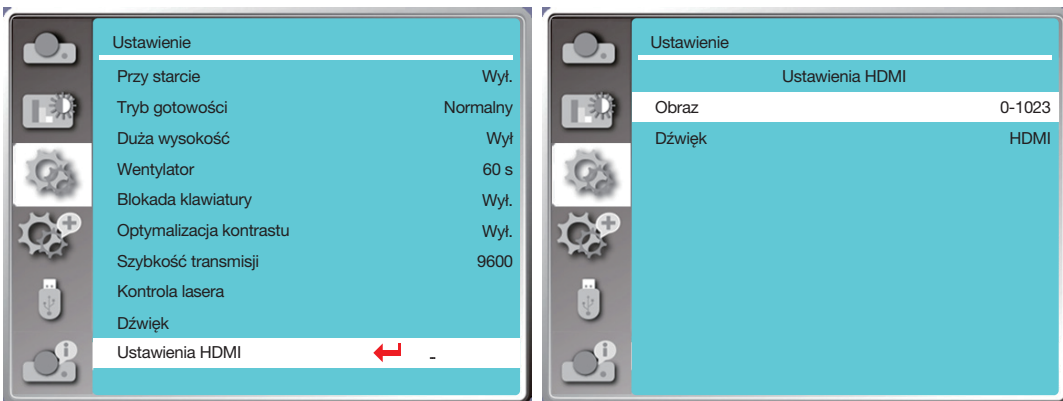 Ustawienie
Przy starcie Wył.
Tryb gotowości Normalny
Duża wysokość Wył
Wentylator 60 s
Blokada klawiatury Wył.
Optymalizacja kontrastu Wył.
Szybkość transmisji 9600
Kontrola lasera
Dźwięk
Ustawienia HDMI -
Ustawienie
Ustawienia HDMI
Obraz 0-1023
Dźwięk HDMI